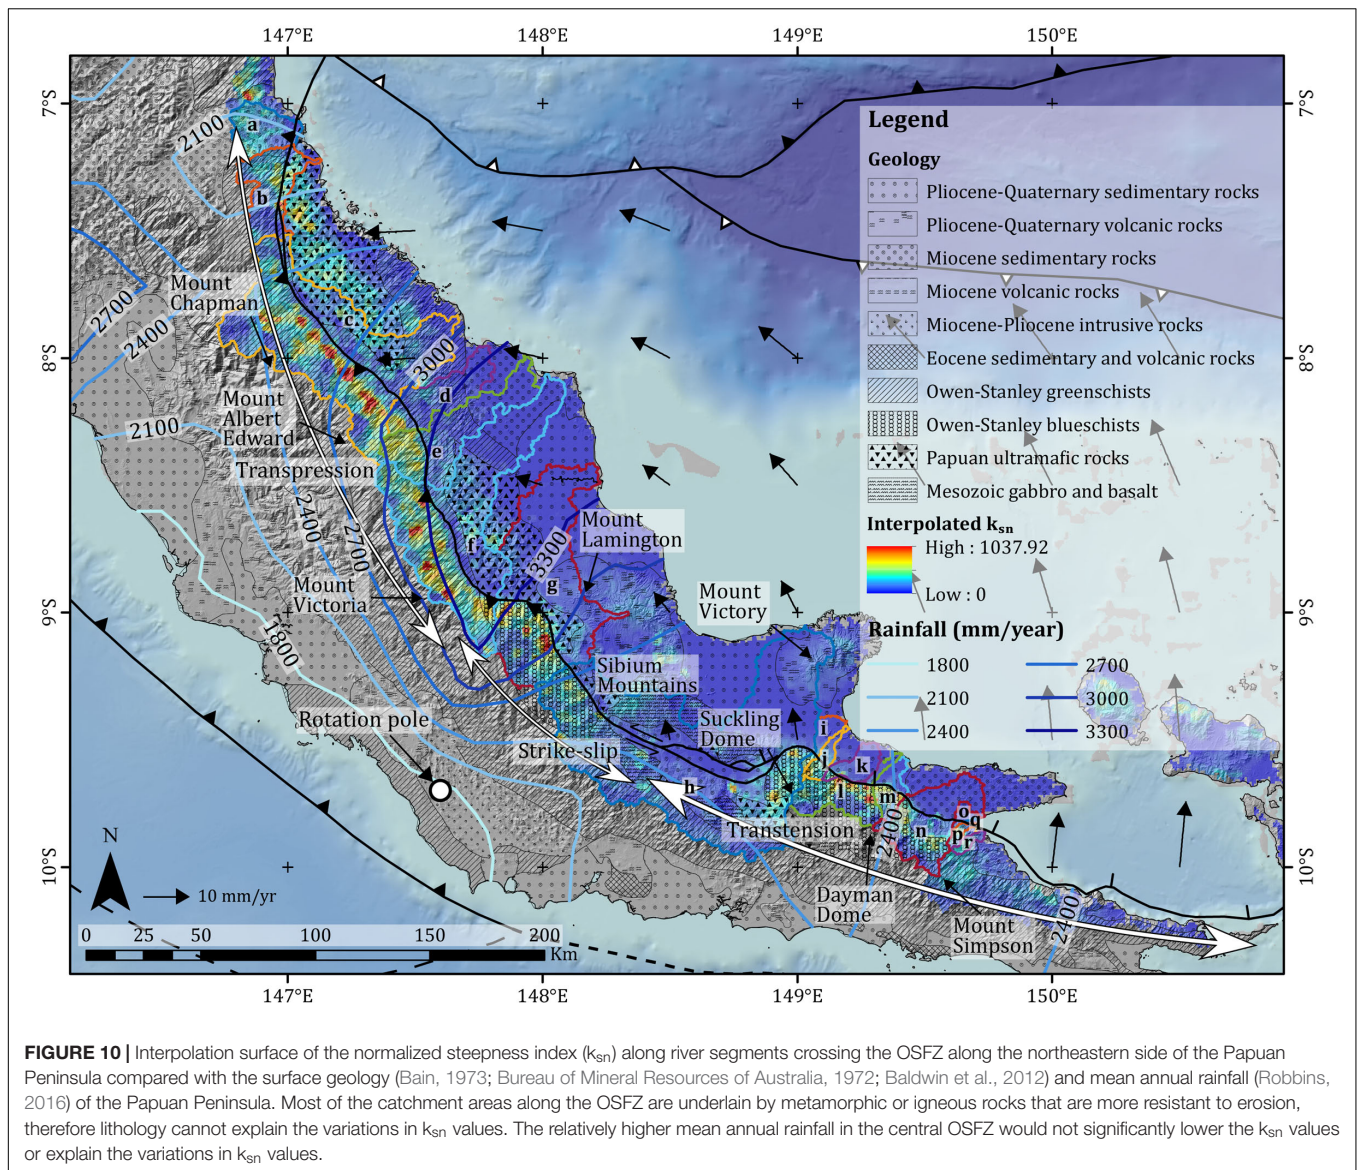 147°E
148°E
149°E
150°E
7°S
7°S
8°S
8°S
9°S
9°S
10°S
10°S
Legend
Geology
Pliocene-Quaternary sedimentary rocks
Pliocene-Quaternary volcanic rocks
Miocene sedimentary rocks
Miocene volcanic rocks
Miocene-Pliocene intrusive rocks
Eocene sedimentary and volcanic rocks
Owen-Stanley greenschists
Owen-Stanley blueschists
Papuan ultramafic rocks
Mesozoic gabbro and basalt
Interpolated ksn
High : 1037.92
Low : 0
Rainfall (mm/year)
1800
2700
2100
3000
2400
3300
2100
a
b
Mount
Chapman
2700
2400
c
3000
d
Mount
Albert
Edward
2100
e
Transpression
2400
2700
Mount
Lamington
f
3300
g
Mount
Victoria
Mount
Victory
1800
Sibium
Mountains
Rotation pole
Suckling
Dome
Strike-slip
i
j
k
h
l
m
Transtension
2400
n
o
q
p
r
Dayman
Dome
Mount
Simpson
2400
N
10 mm/yr
0 25 50 100 150 200
Km
147°E
148°E
149°E
150°E
FIGURE 10 | Interpolation surface of the normalized steepness index (ksn) along river segments crossing the OSFZ along the northeastern side of the Papuan
Peninsula compared with the surface geology (Bain, 1973; Bureau of Mineral Resources of Australia, 1972; Baldwin et al., 2012) and mean annual rainfall (Robbins,
2016) of the Papuan Peninsula. Most of the catchment areas along the OSFZ are underlain by metamorphic or igneous rocks that are more resistant to erosion,
therefore lithology cannot explain the variations in ksn values. The relatively higher mean annual rainfall in the central OSFZ would not significantly lower the ksn values
or explain the variations in ksn values.